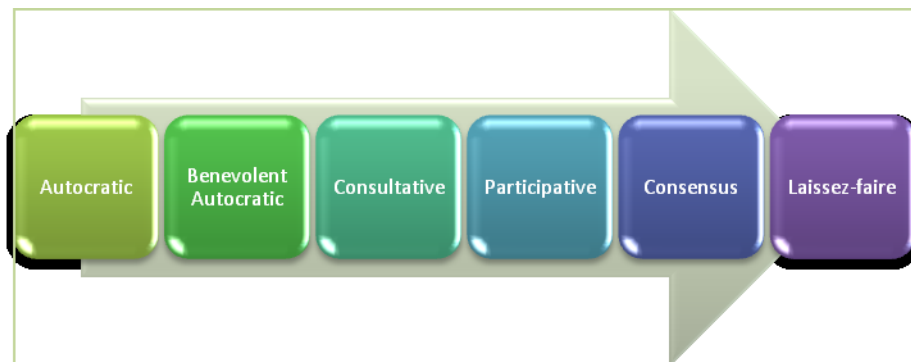 Autocratic
Benevolent
Autocratic
Consultative
Participative
Consensus
Laissez-faire